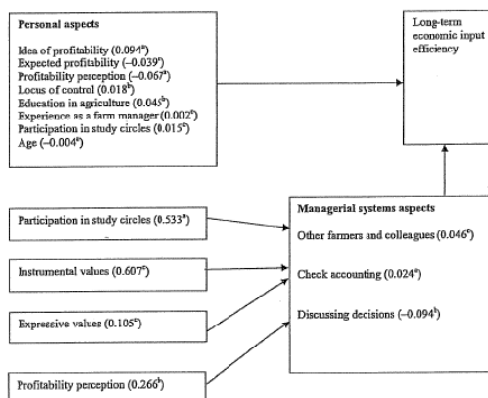 Personal aspects
Idea of profitability (0.094ᵃ)
Expected profitability (–0.039ᵃ)
Profitability perception (–0.067ᵃ)
Locus of control (0.018ᵇ)
Education in agriculture (0.045ᵇ)
Experience as a farm manager (0.002ᶜ)
Participation in study circles (0.015ᶜ)
Age (–0.004ᵃ)
Long-term
economic input
efficiency
Participation in study circles (0.533ᵃ)
Instrumental values (0.607ᶜ)
Expressive values (0.105ᶜ)
Profitability perception (0.266ᵇ)
Managerial systems aspects
Other farmers and colleagues (0.046ᶜ)
Check accounting (0.024ᵃ)
Discussing decisions (–0.094ᵇ)